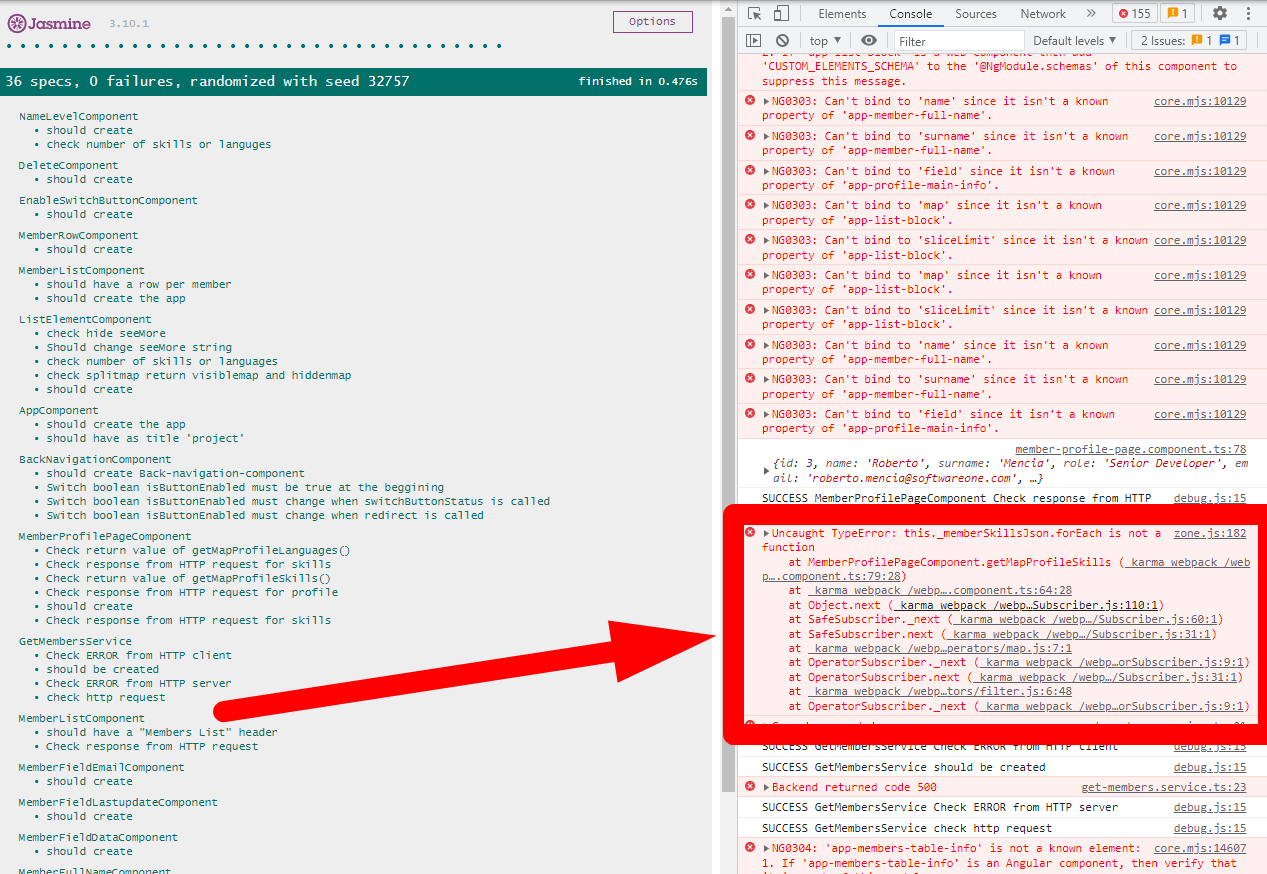 Jasmine 3.10.1
Options
36 specs, 0 failures, randomized with seed 32757
finished in 0.476s
NameLevelComponent
• should create
• check number of skills or languges
DeleteComponent
• should create
EnableSwitchButtonComponent
• should create
MemberRowComponent
• should create
MemberListComponent
• should have a row per member
• should create the app
ListElementComponent
• check hide seeMore
• Should change seeMore string
• check number of skills or languages
• check splitmap return visiblemap and hiddenmap
• should create
AppComponent
• should create the app
• should have as title 'project'
BackNavigationComponent
• should create Back-navigation-component
• Switch boolean isButtonEnabled must be true at the beggining
• Switch boolean isButtonEnabled must change when switchButtonStatus is called
• Switch boolean isButtonEnabled must change when redirect is called
MemberProfilePageComponent
• Check return value of getMapProfileLanguages()
• Check response from HTTP request for skills
• Check return value of getMapProfileSkills()
• Check response from HTTP request for profile
• should create
• Check response from HTTP request for skills
GetMembersService
• Check ERROR from HTTP client
• should be created
• Check ERROR from HTTP server
• check http request
MemberListComponent
• should have a "Members List" header
• Check response from HTTP request
MemberFieldEmailComponent
• should create
MemberFieldLastupdateComponent
• should create
MemberFieldDataComponent
• should create
MemberFullNameComponent
Elements Console Sources Network » 155 1
top ▼ Filter Default levels ▼ 2 Issues: 1 1
2. If 'app-list-block' is a Web Component then add
'CUSTOM_ELEMENTS_SCHEMA' to the '@NgModule.schemas' of this component to
suppress this message.
NG0303: Can't bind to 'name' since it isn't a known core.mjs:10129
property of 'app-member-full-name'.
NG0303: Can't bind to 'surname' since it isn't a known core.mjs:10129
property of 'app-member-full-name'.
NG0303: Can't bind to 'field' since it isn't a known core.mjs:10129
property of 'app-profile-main-info'.
NG0303: Can't bind to 'map' since it isn't a known core.mjs:10129
property of 'app-list-block'.
NG0303: Can't bind to 'sliceLimit' since it isn't a known core.mjs:10129
property of 'app-list-block'.
NG0303: Can't bind to 'map' since it isn't a known core.mjs:10129
property of 'app-list-block'.
NG0303: Can't bind to 'sliceLimit' since it isn't a known core.mjs:10129
property of 'app-list-block'.
NG0303: Can't bind to 'name' since it isn't a known core.mjs:10129
property of 'app-member-full-name'.
NG0303: Can't bind to 'surname' since it isn't a known core.mjs:10129
property of 'app-member-full-name'.
NG0303: Can't bind to 'field' since it isn't a known core.mjs:10129
property of 'app-profile-main-info'.
member-profile-page.component.ts:78
{id: 3, name: 'Roberto', surname: 'Mencia', role: 'Senior Developer', em
ail: 'roberto.mencia@softwareone.com', …}
SUCCESS MemberProfilePageComponent Check response from HTTP debug.js:15
Uncaught TypeError: this._memberSkillsJson.forEach is not a zone.js:182
function
at MemberProfilePageComponent.getMapProfileSkills (_karma_webpack_/web
p….component.ts:79:28)
at _karma_webpack_/webp….component.ts:64:28
at Object.next (_karma_webpack_/webp…Subscriber.js:110:1)
at SafeSubscriber._next (_karma_webpack_/webp…/Subscriber.js:60:1)
at SafeSubscriber.next (_karma_webpack_/webp…/Subscriber.js:31:1)
at _karma_webpack_/webp…perators/map.js:7:1
at OperatorSubscriber._next (_karma_webpack_/webp…orSubscriber.js:9:1)
at OperatorSubscriber.next (_karma_webpack_/webp…/Subscriber.js:31:1)
at _karma_webpack_/webp…tors/filter.js:6:48
at OperatorSubscriber._next (_karma_webpack_/webp…orSubscriber.js:9:1)
SUCCESS GetMembersService Check ERROR from HTTP client debug.js:15
SUCCESS GetMembersService should be created debug.js:15
Backend returned code 500 get-members.service.ts:23
SUCCESS GetMembersService Check ERROR from HTTP server debug.js:15
SUCCESS GetMembersService check http request debug.js:15
NG0304: 'app-members-table-info' is not a known element: core.mjs:14607
1. If 'app-members-table-info' is an Angular component, then verify that